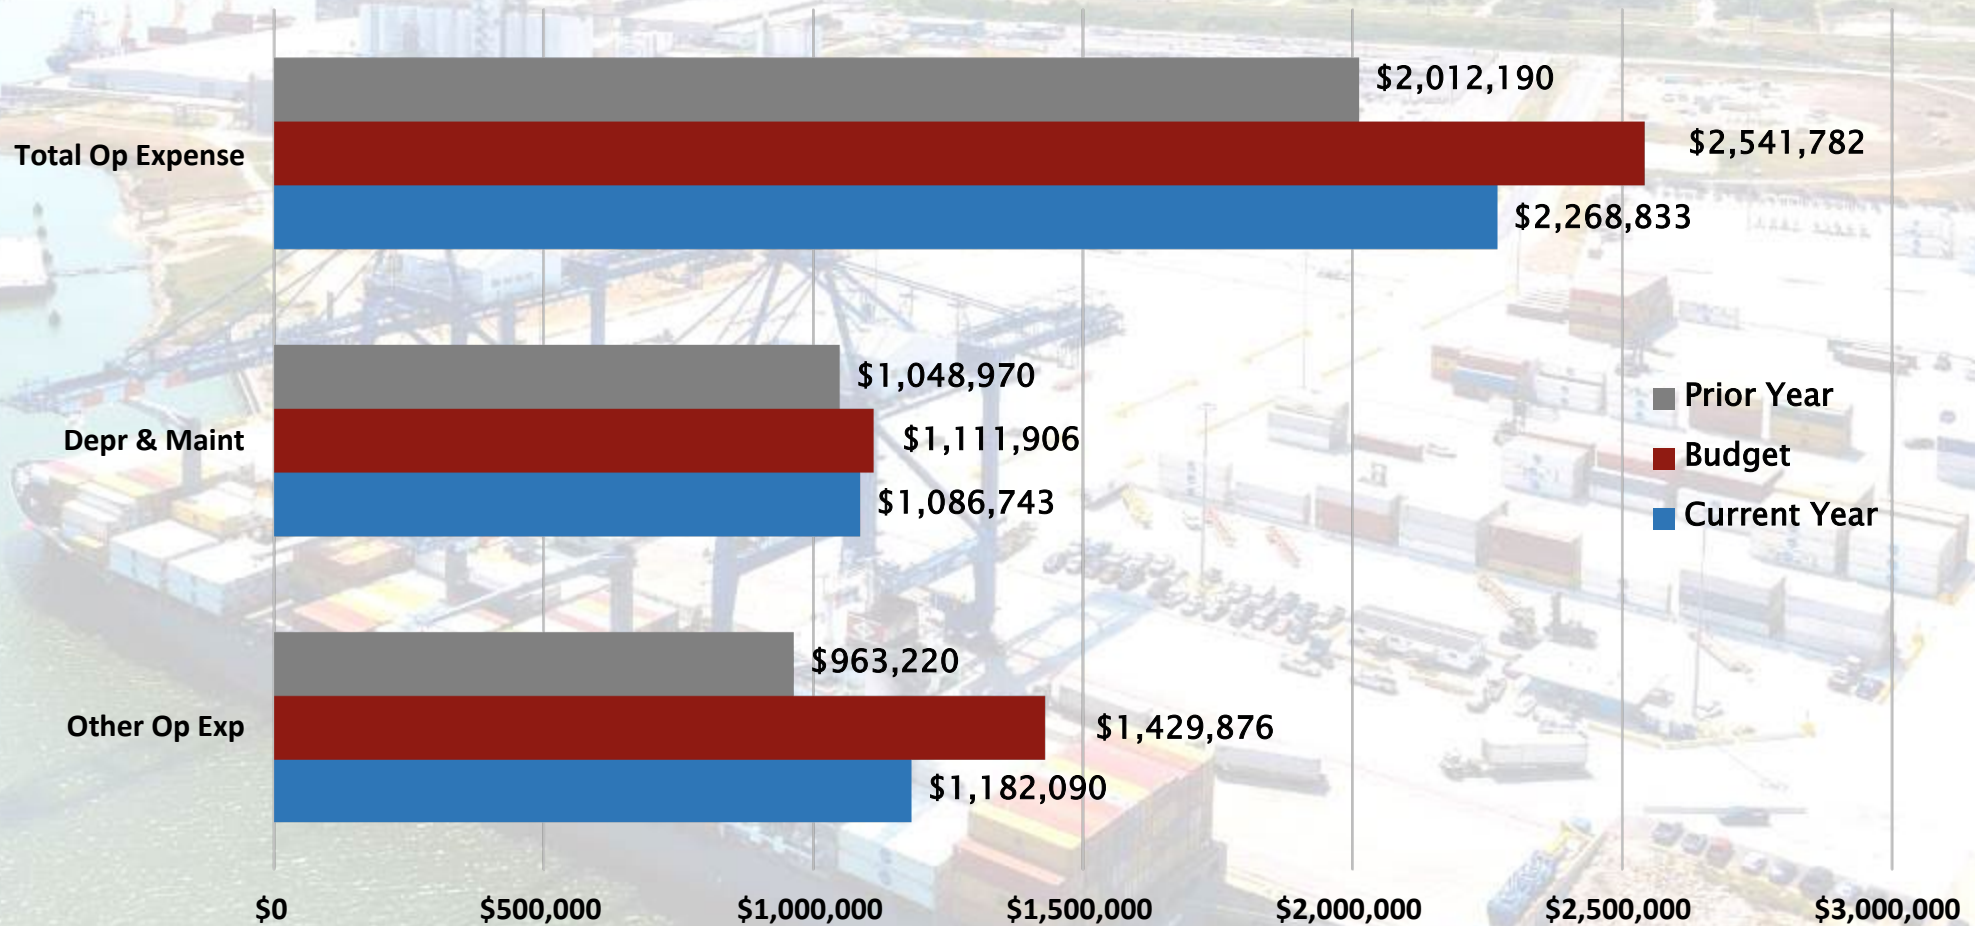 $2,012,190
Total Op Expense
$2,541,782
$2,268,833
$1,048,970
Depr & Maint
$1,111,906
$1,086,743
Prior Year
Budget
Current Year
$963,220
Other Op Exp
$1,429,876
$1,182,090
$0
$500,000
$1,000,000
$1,500,000
$2,000,000
$2,500,000
$3,000,000